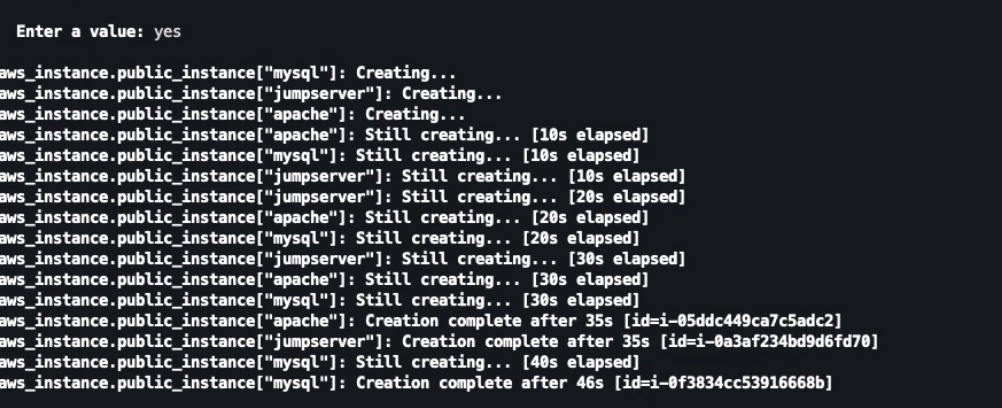 Enter a value: yes
aws_instance.public_instance["mysql"]: Creating...
aws_instance.public_instance["jumpserver"]: Creating...
aws_instance.public_instance["apache"]: Creating...
aws_instance.public_instance["apache"]: Still creating... [10s elapsed]
aws_instance.public_instance["mysql"]: Still creating... [10s elapsed]
aws_instance.public_instance["jumpserver"]: Still creating... [10s elapsed]
aws_instance.public_instance["jumpserver"]: Still creating... [20s elapsed]
aws_instance.public_instance["apache"]: Still creating... [20s elapsed]
aws_instance.public_instance["mysql"]: Still creating... [20s elapsed]
aws_instance.public_instance["jumpserver"]: Still creating... [30s elapsed]
aws_instance.public_instance["apache"]: Still creating... [30s elapsed]
aws_instance.public_instance["mysql"]: Still creating... [30s elapsed]
aws_instance.public_instance["apache"]: Creation complete after 35s [id=i-05ddc449ca7c5adc2]
aws_instance.public_instance["jumpserver"]: Creation complete after 35s [id=i-0a3af234bd9d6fd70]
aws_instance.public_instance["mysql"]: Still creating... [40s elapsed]
aws_instance.public_instance["mysql"]: Creation complete after 46s [id=i-0f3834cc53916668b]